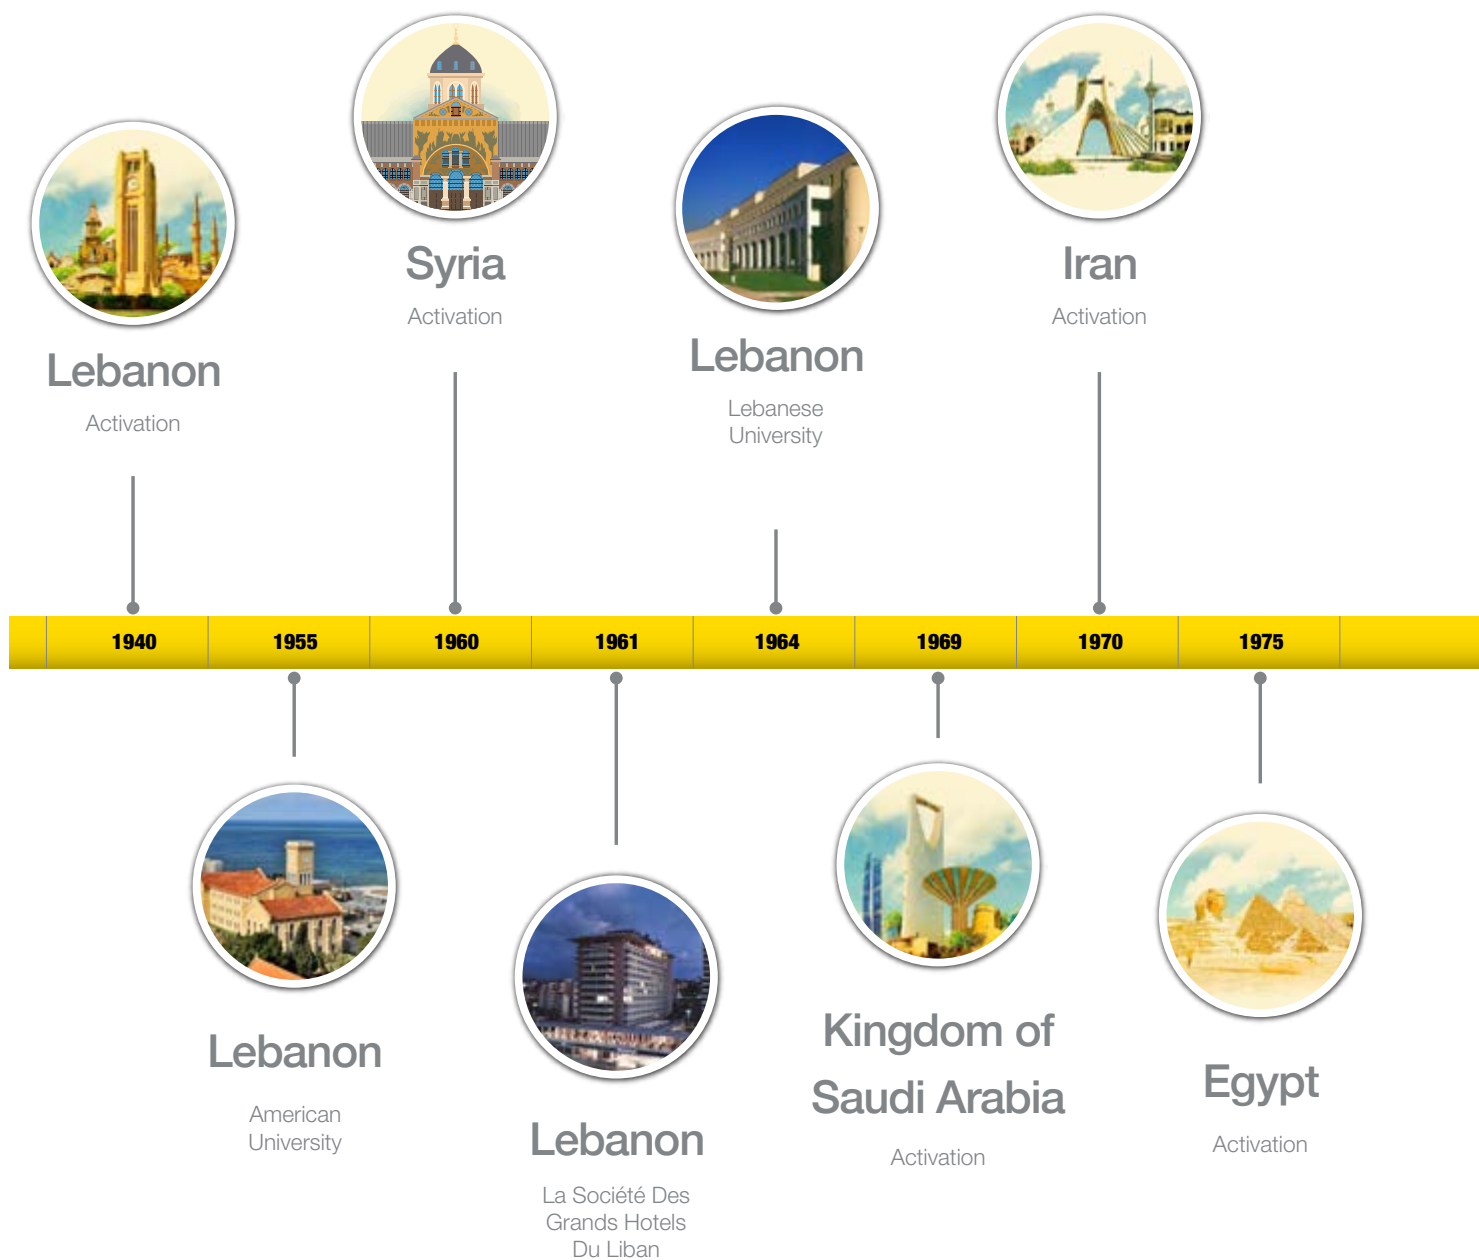 Lebanon
Activation
Syria
Activation
Lebanon
Lebanese
University
Iran
Activation
1940
1955
1960
1961
1964
1969
1970
1975
Lebanon
American
University
Lebanon
La Société Des
Grands Hotels
Du Liban
Kingdom of
Saudi Arabia
Activation
Egypt
Activation